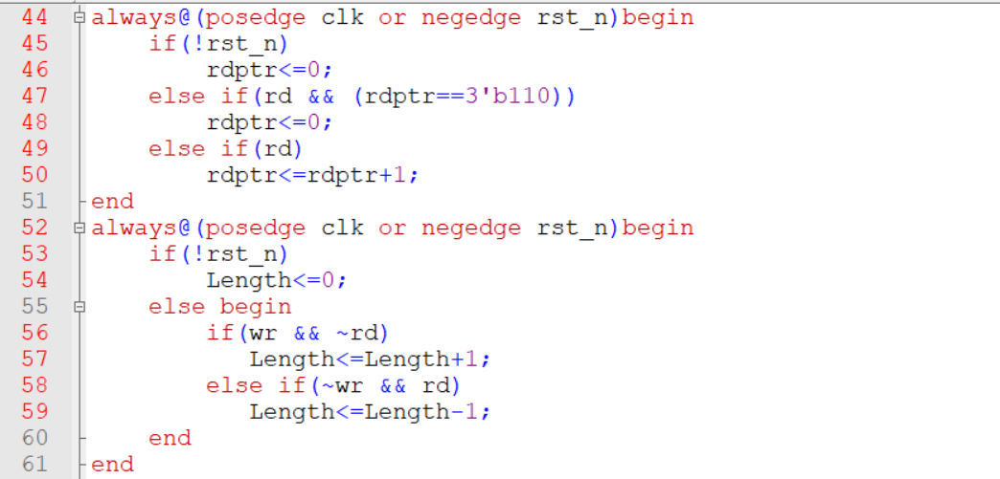 44 always@(posedge clk or negedge rst_n)begin
45     if(!rst_n)
46         rdptr<=0;
47     else if(rd && (rdptr==3'b110))
48         rdptr<=0;
49     else if(rd)
50         rdptr<=rdptr+1;
51 end
52 always@(posedge clk or negedge rst_n)begin
53     if(!rst_n)
54         Length<=0;
55     else begin
56         if(wr && ~rd)
57            Length<=Length+1;
58         else if(~wr && rd)
59            Length<=Length-1;
60     end
61 end